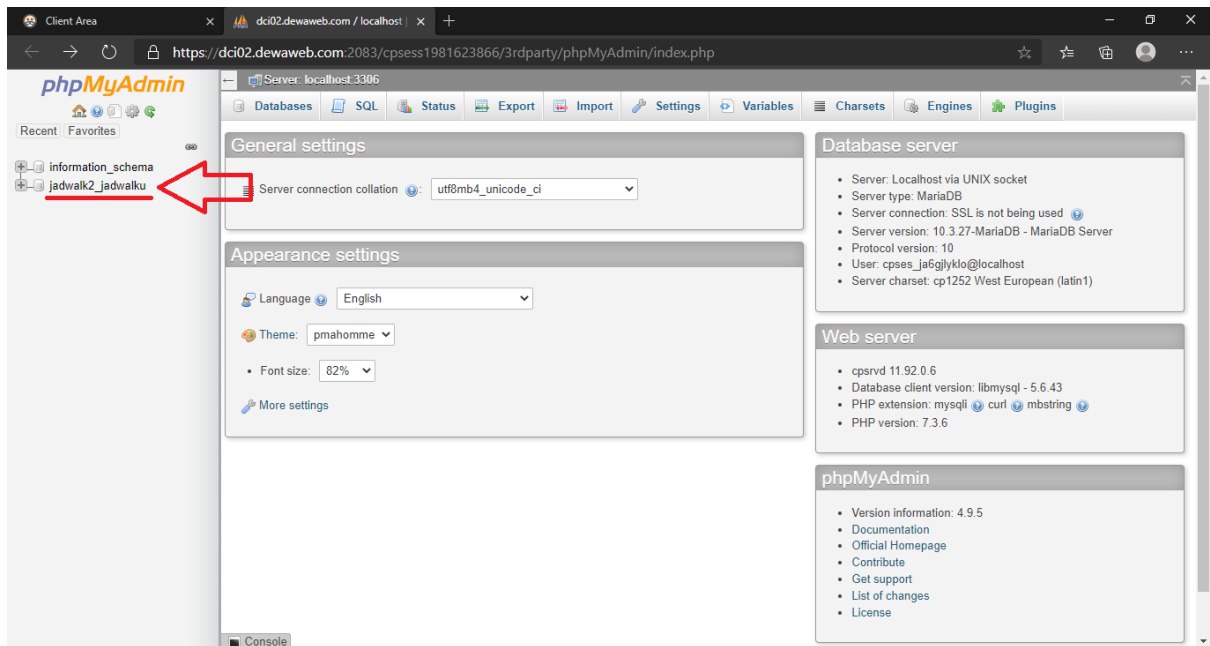 Client Area
dci02.dewaweb.com / localhost |
https://dci02.dewaweb.com:2083/cpsess1981623866/3rdparty/phpMyAdmin/index.php
phpMyAdmin
Recent Favorites
information_schema
jadwalk2_jadwalku
Server: localhost:3306
Databases SQL Status Export Import Settings Variables Charsets Engines Plugins
General settings
Server connection collation : utf8mb4_unicode_ci
Appearance settings
Language English
Theme: pmahomme
• Font size: 82%
More settings
Database server
• Server: Localhost via UNIX socket
• Server type: MariaDB
• Server connection: SSL is not being used
• Server version: 10.3.27-MariaDB - MariaDB Server
• Protocol version: 10
• User: cpses_ja6gjlyklo@localhost
• Server charset: cp1252 West European (latin1)
Web server
• cpsrvd 11.92.0.6
• Database client version: libmysql - 5.6.43
• PHP extension: mysqli curl mbstring
• PHP version: 7.3.6
phpMyAdmin
• Version information: 4.9.5
• Documentation
• Official Homepage
• Contribute
• Get support
• List of changes
• License
Console